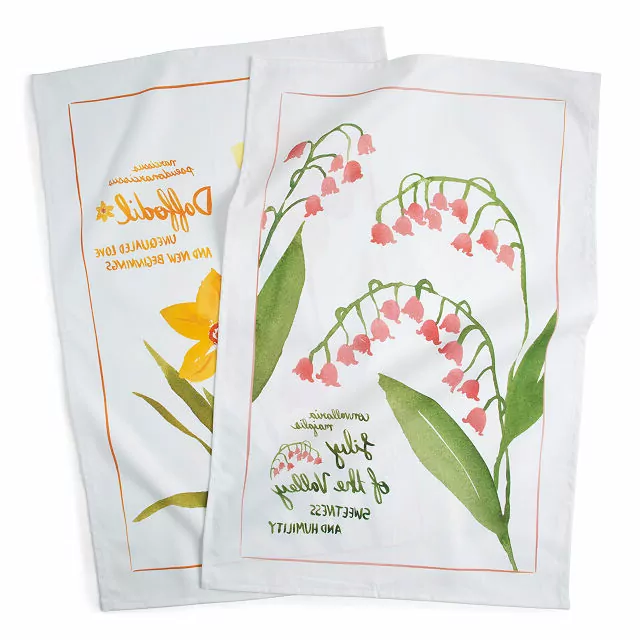 narcissus
pseudonarcissus
Daffodil
UNEQUALED LOVE
AND NEW BEGINNINGS
convallaria
majalis
Lily
of the Valley
SWEETNESS
AND HUMILITY